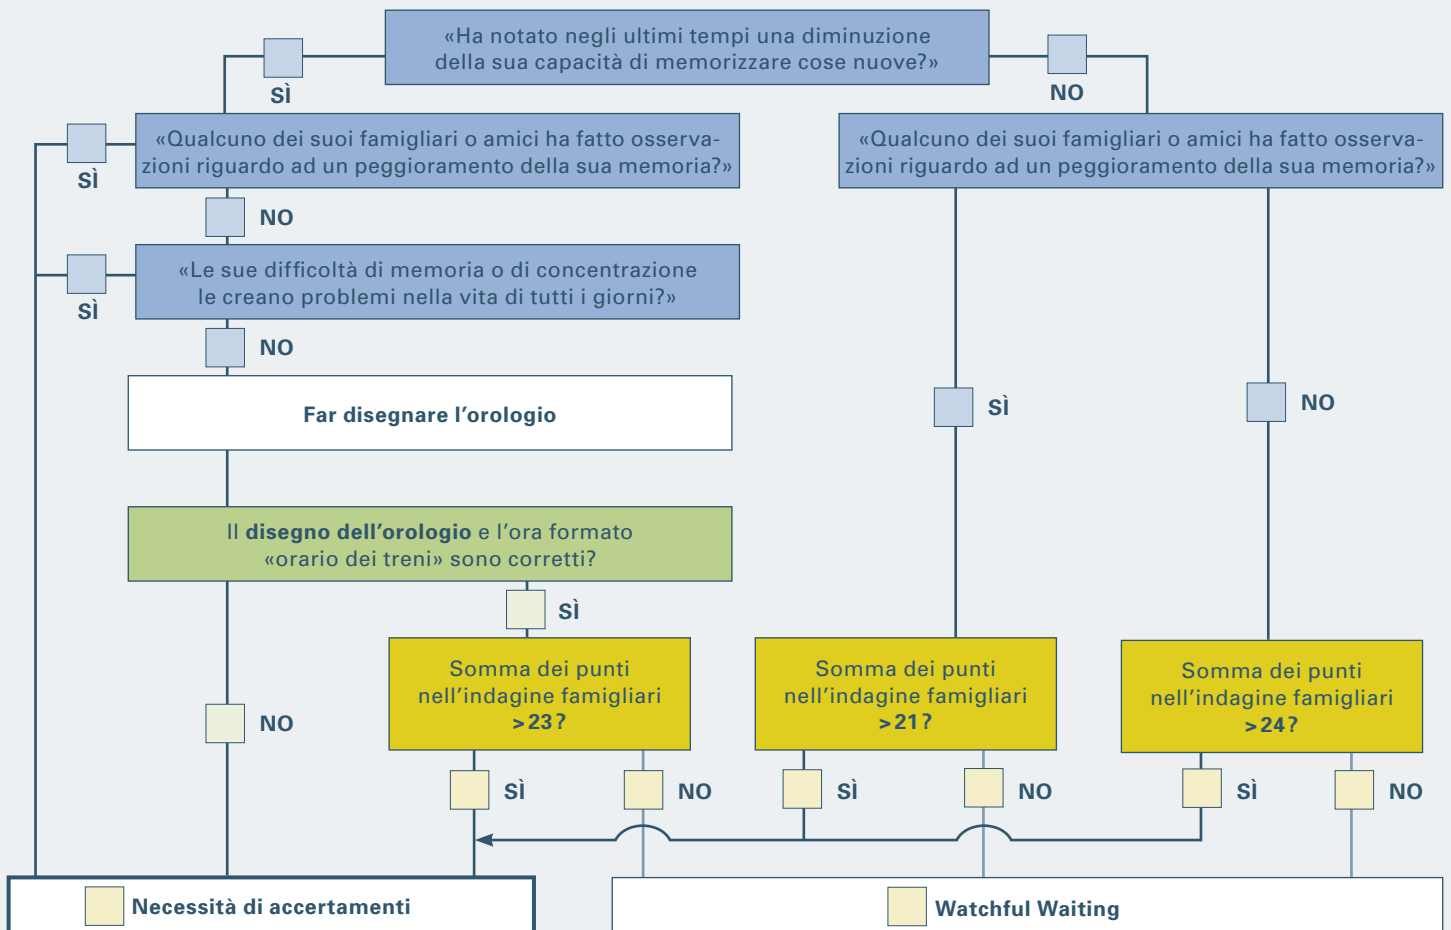 «Ha notato negli ultimi tempi una diminuzione
della sua capacità di memorizzare cose nuove?»
SÌ
NO
«Qualcuno dei suoi famigliari o amici ha fatto osserva-
zioni riguardo ad un peggioramento della sua memoria?»
SÌ
NO
«Qualcuno dei suoi famigliari o amici ha fatto osserva-
zioni riguardo ad un peggioramento della sua memoria?»
«Le sue difficoltà di memoria o di concentrazione
le creano problemi nella vita di tutti i giorni?»
SÌ
NO
Far disegnare l'orologio
SÌ
NO
Il disegno dell'orologio e l'ora formato
«orario dei treni» sono corretti?
SÌ
NO
Somma dei punti
nell'indagine famigliari
>23?
SÌ
NO
Somma dei punti
nell'indagine famigliari
>21?
SÌ
NO
Somma dei punti
nell'indagine famigliari
>24?
SÌ
NO
Necessità di accertamenti
Watchful Waiting